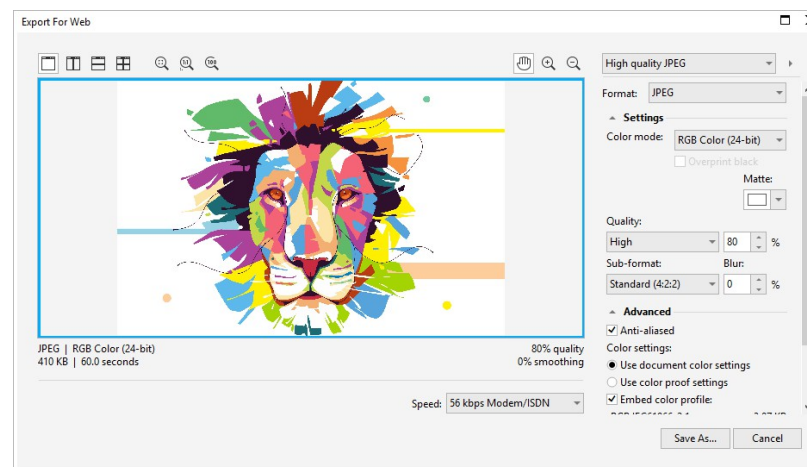 Export For Web
High quality JPEG
Format: JPEG
Settings
Color mode: RGB Color (24-bit)
Overprint black
Matte:
Quality:
High 80 %
Sub-format: Blur:
Standard (4:2:2) 0 %
Advanced
Anti-aliased
Color settings:
Use document color settings
Use color proof settings
Embed color profile:
JPEG | RGB Color (24-bit) 80% quality
410 KB | 60.0 seconds 0% smoothing
Speed: 56 kbps Modem/ISDN
Save As... Cancel